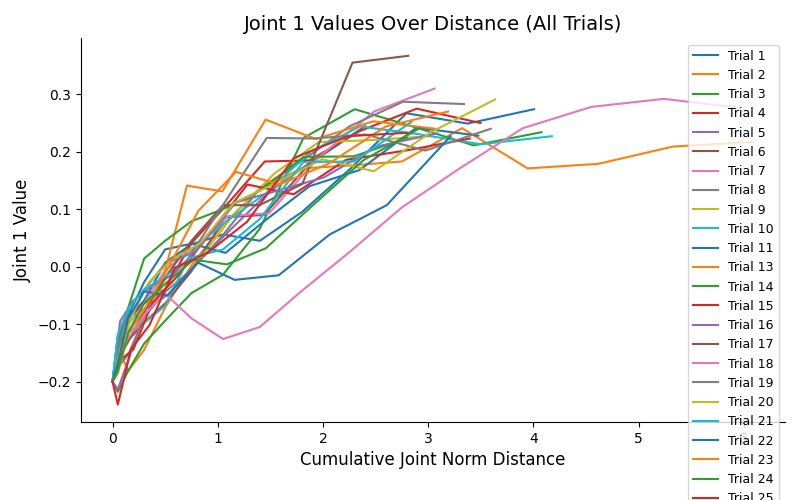 Joint 1 Values Over Distance (All Trials)
Joint 1 Value
0.3
0.2
0.1
0.0
−0.1
−0.2
0
1
2
3
4
5
6
Cumulative Joint Norm Distance
Trial 1
Trial 2
Trial 3
Trial 4
Trial 5
Trial 6
Trial 7
Trial 8
Trial 9
Trial 10
Trial 11
Trial 13
Trial 14
Trial 15
Trial 16
Trial 17
Trial 18
Trial 19
Trial 20
Trial 21
Trial 22
Trial 23
Trial 24
Trial 25